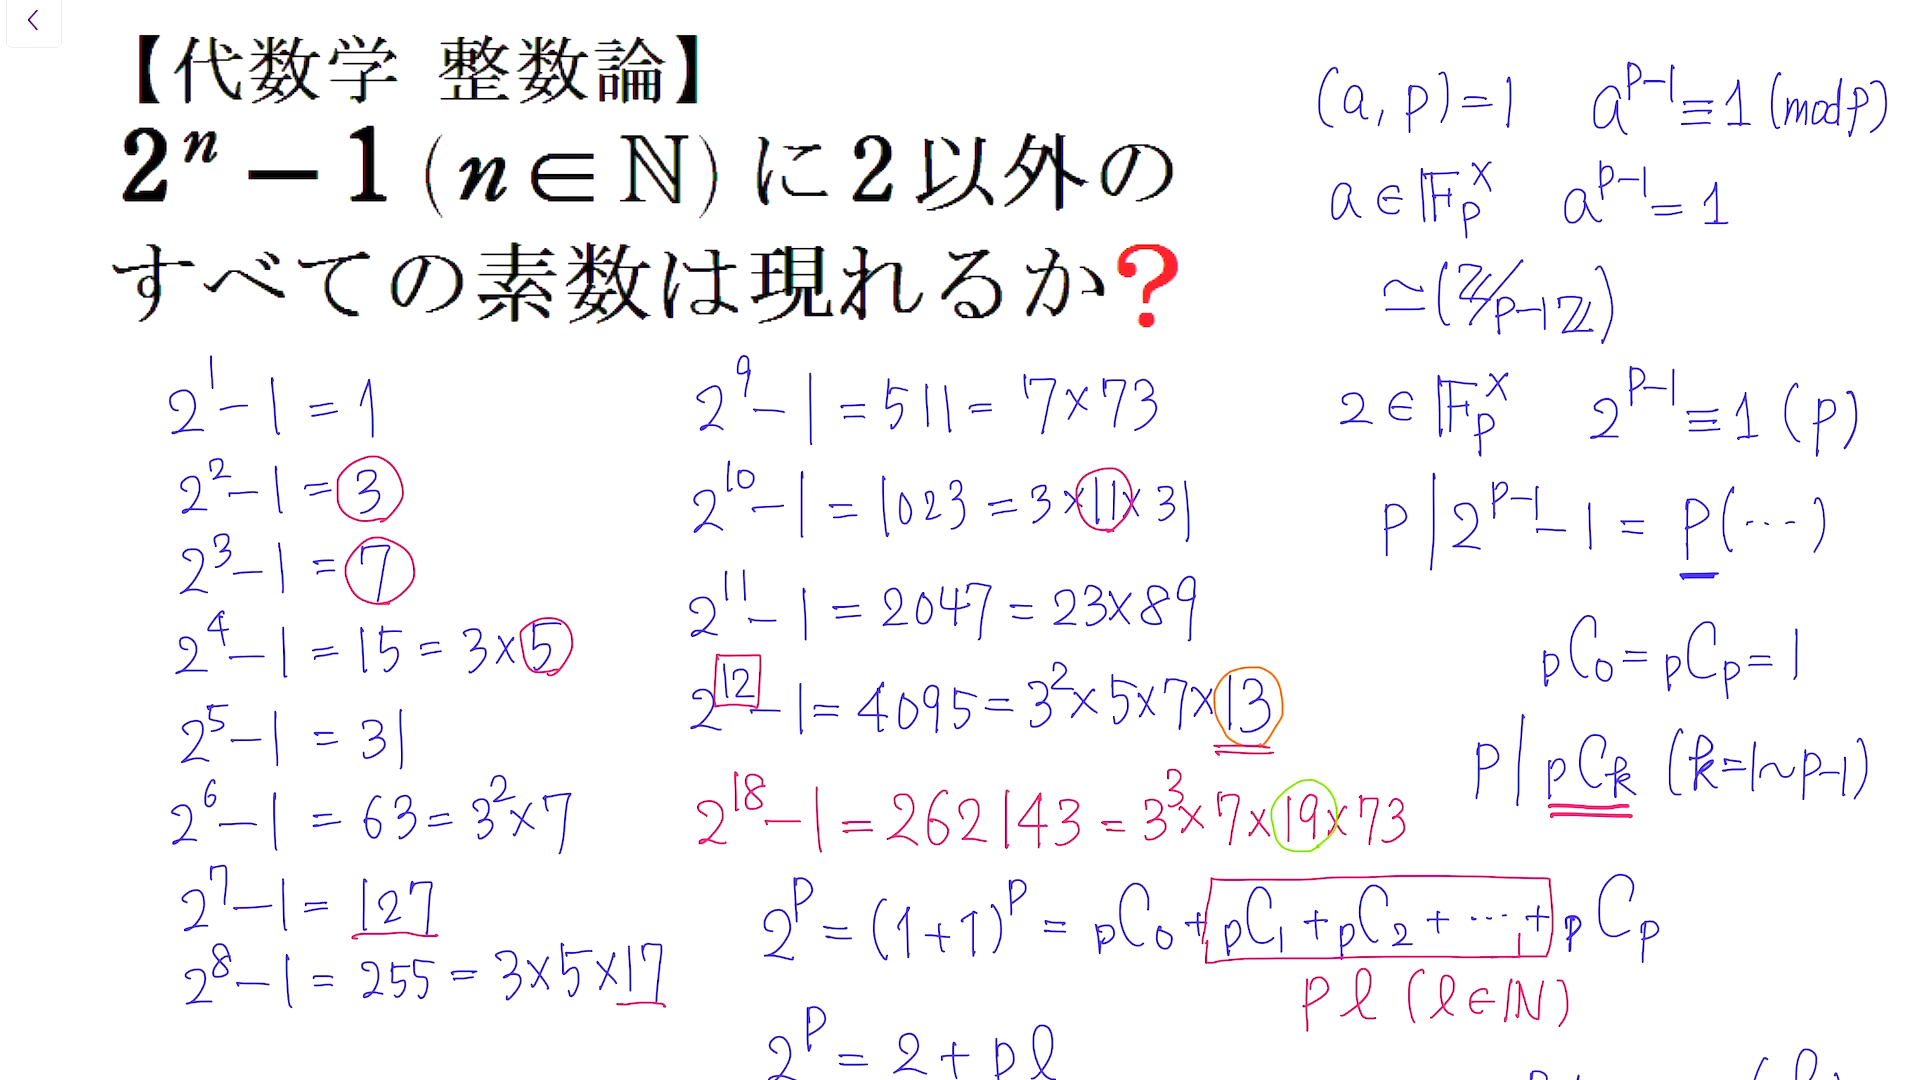 【代数学 整数論】
2ⁿ − 1 (n ∈ ℕ) に 2 以外の
すべての素数は現れるか?
2¹ − 1 = 1
2² − 1 = 3
2³ − 1 = 7
2⁴ − 1 = 15 = 3 × 5
2⁵ − 1 = 31
2⁶ − 1 = 63 = 3² × 7
2⁷ − 1 = 127
2⁸ − 1 = 255 = 3 × 5 × 17
2⁹ − 1 = 511 = 7 × 73
2¹⁰ − 1 = 1023 = 3 × 11 × 31
2¹¹ − 1 = 2047 = 23 × 89
2¹² − 1 = 4095 = 3² × 5 × 7 × 13
2¹⁸ − 1 = 262143 = 3³ × 7 × 19 × 73
2^p = (1+1)^p = pC₀ + pC₁ + pC₂ + ⋯ + pCp
pℓ (ℓ ∈ ℕ)
2^p = 2 + pℓ
(a, p) = 1 a^(p−1) ≡ 1 (mod p)
a ∈ 𝔽p^× a^(p−1) = 1
≃ (ℤ/p−1ℤ)
2 ∈ 𝔽p^× 2^(p−1) ≡ 1 (p)
p | 2^(p−1) − 1 = p(⋯)
pC₀ = pCp = 1
p | pCk (k = 1 ~ p−1)